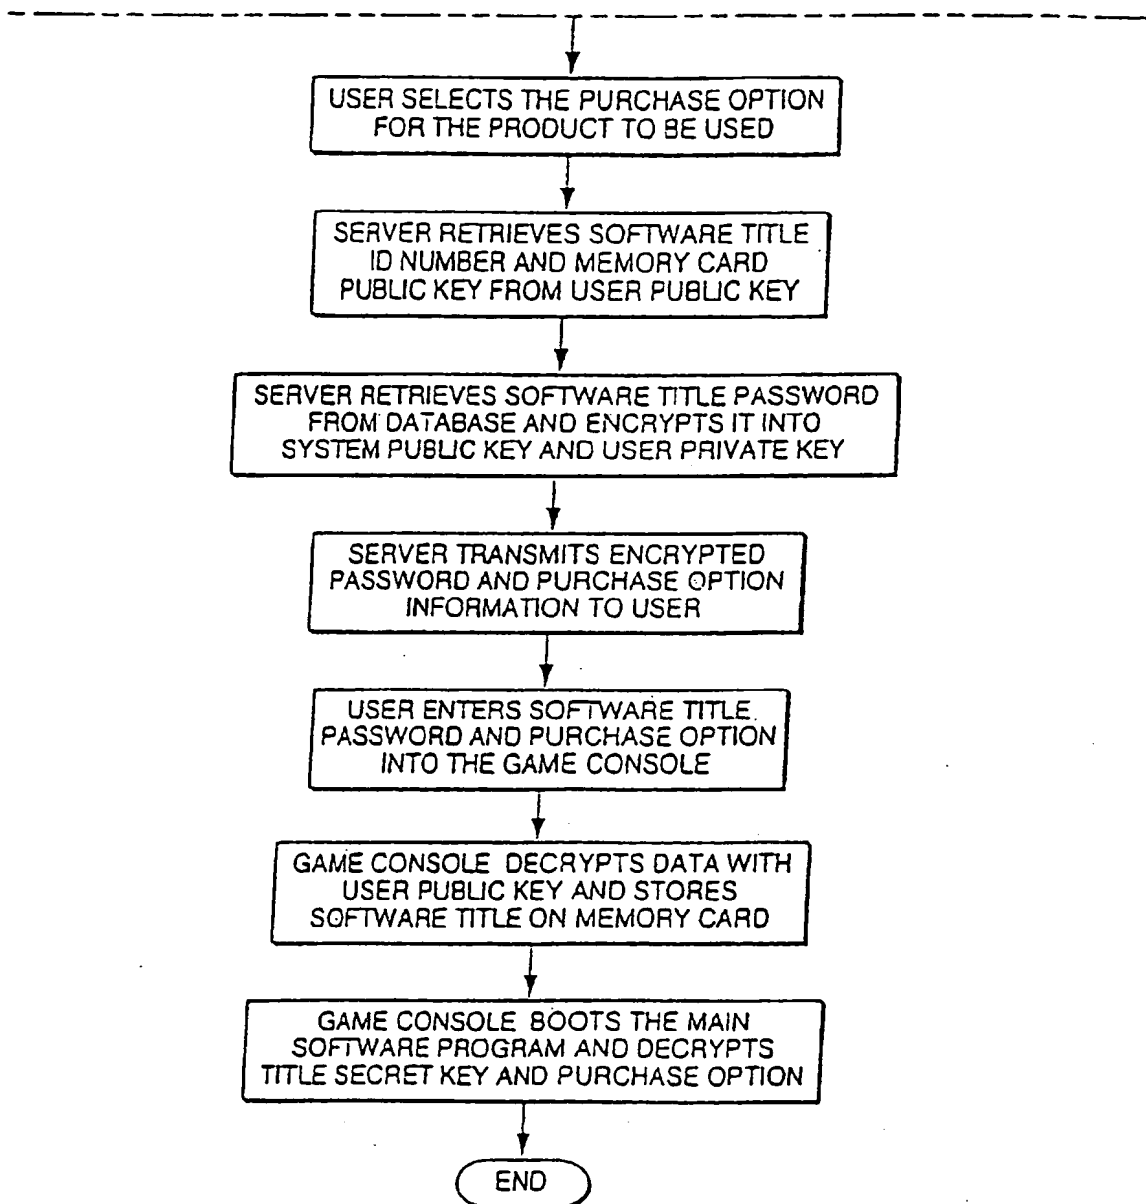 USER SELECTS THE PURCHASE OPTION
FOR THE PRODUCT TO BE USED
SERVER RETRIEVES SOFTWARE TITLE
ID NUMBER AND MEMORY CARD
PUBLIC KEY FROM USER PUBLIC KEY
SERVER RETRIEVES SOFTWARE TITLE PASSWORD
FROM DATABASE AND ENCRYPTS IT INTO
SYSTEM PUBLIC KEY AND USER PRIVATE KEY
SERVER TRANSMITS ENCRYPTED
PASSWORD AND PURCHASE OPTION
INFORMATION TO USER
USER ENTERS SOFTWARE TITLE
PASSWORD AND PURCHASE OPTION
INTO THE GAME CONSOLE
GAME CONSOLE DECRYPTS DATA WITH
USER PUBLIC KEY AND STORES
SOFTWARE TITLE ON MEMORY CARD
GAME CONSOLE BOOTS THE MAIN
SOFTWARE PROGRAM AND DECRYPTS
TITLE SECRET KEY AND PURCHASE OPTION
END